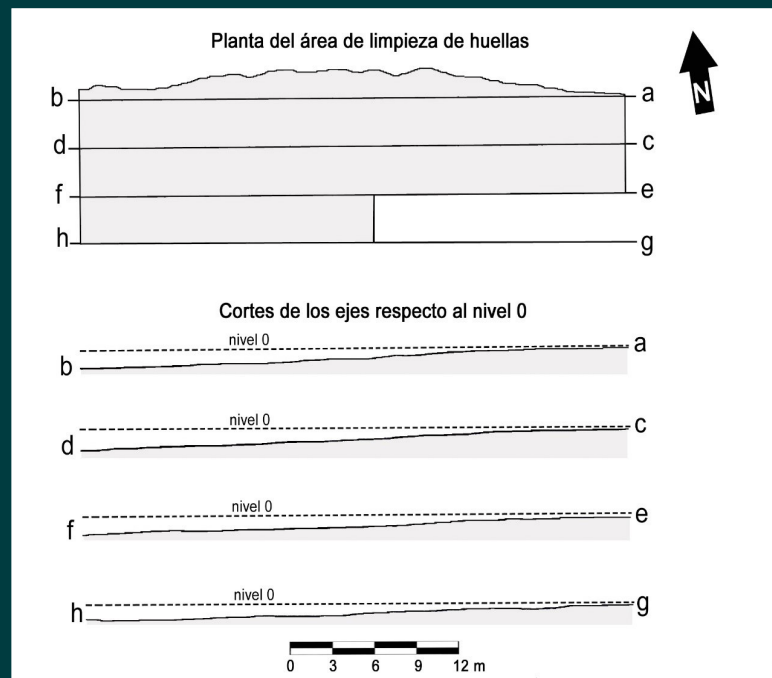 Planta del área de limpieza de huellas
N
b a
d c
f e
h g
Cortes de los ejes respecto al nivel 0
nivel 0
b a
nivel 0
d c
nivel 0
f e
nivel 0
h g
0 3 6 9 12 m